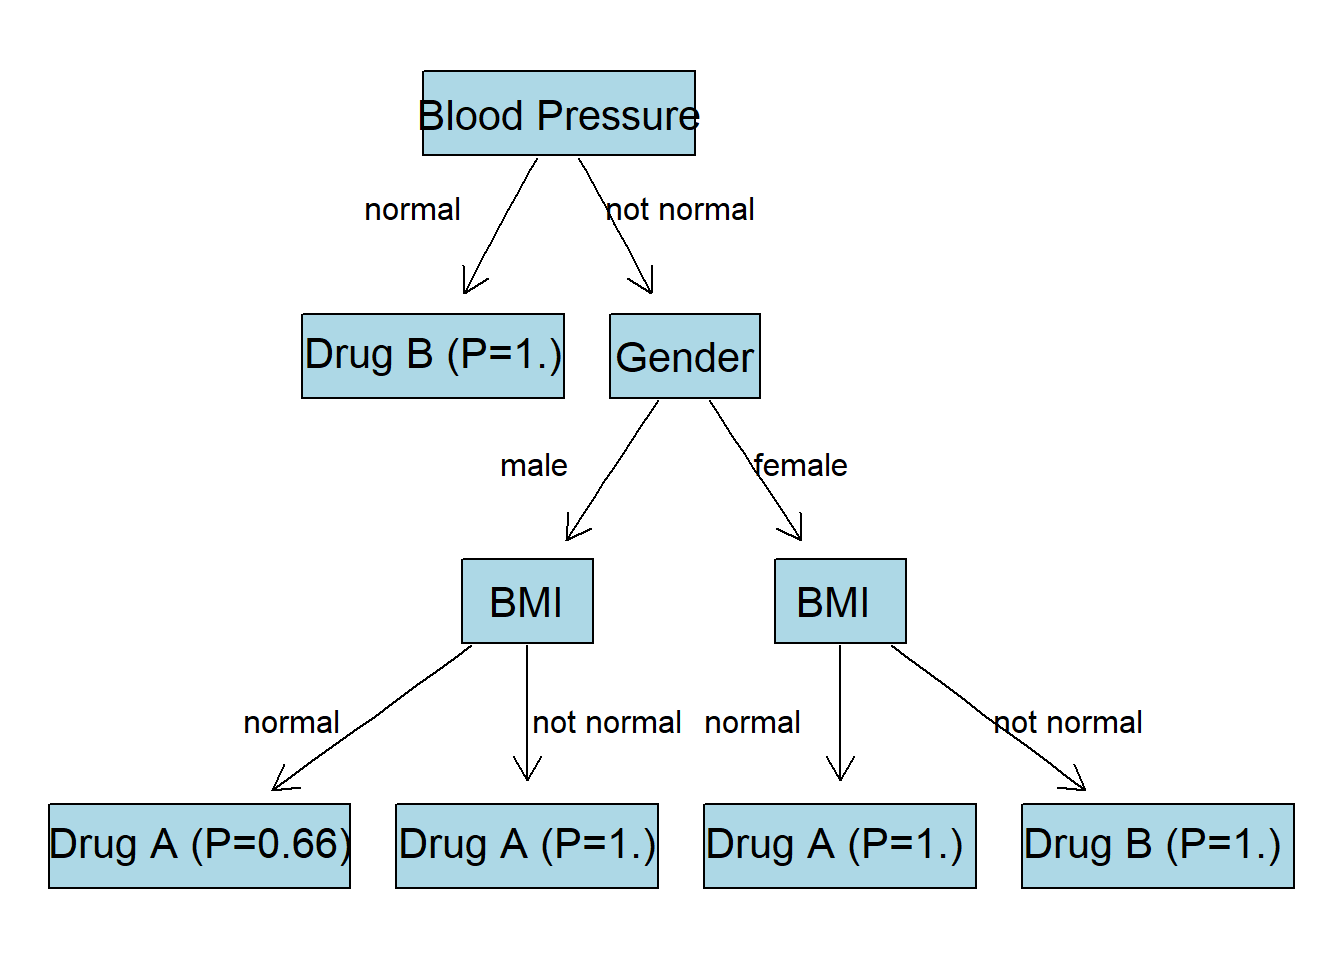 Blood Pressure
normal
not normal
Drug B (P=1.)
Gender
male
female
BMI
BMI
normal
not normal
normal
not normal
Drug A (P=0.66)
Drug A (P=1.)
Drug A (P=1.)
Drug B (P=1.)